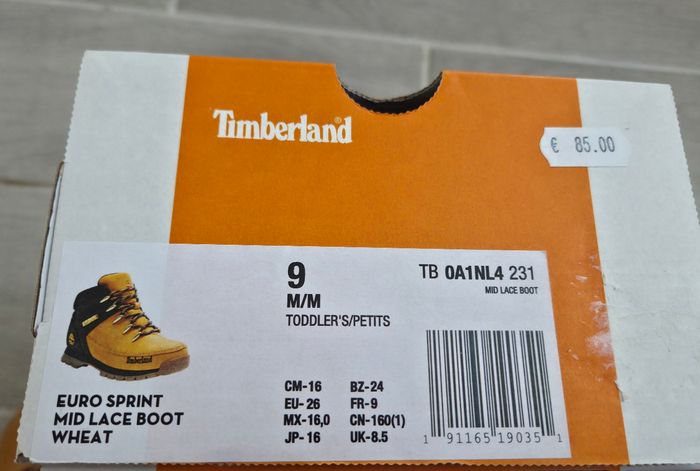 Timberland®
€ 85.00
9
M/M
TODDLER'S/PETITS
TB 0A1NL4 231
MID LACE BOOT
Timberland
EURO SPRINT
MID LACE BOOT
WHEAT
CM-16 BZ-24
EU-26 FR-9
MX-16,0 CN-160(1)
JP-16 UK-8.5
1 91165 19035 1